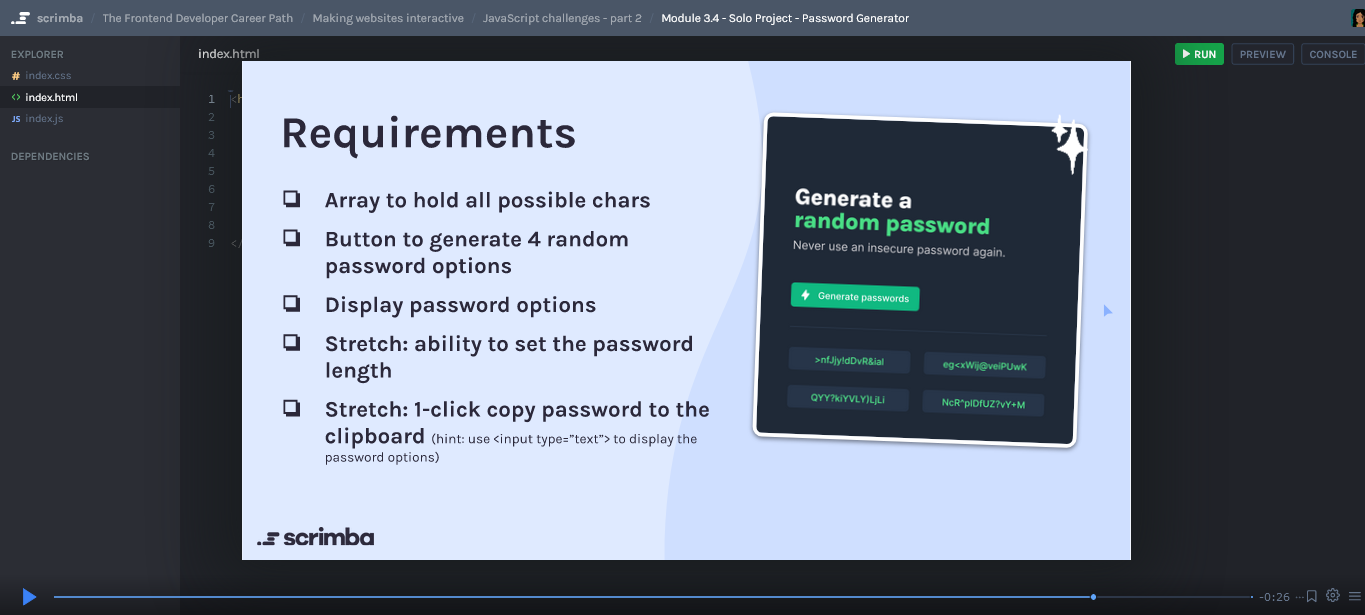 scrimba / The Frontend Developer Career Path / Making websites interactive / JavaScript challenges - part 2 / Module 3.4 - Solo Project - Password Generator
EXPLORER
# index.css
<> index.html
JS index.js
DEPENDENCIES
index.html
RUN
PREVIEW
CONSOLE
1 <h
2
3
4
5
6
7
8
9 </
Requirements
Array to hold all possible chars
Button to generate 4 random
password options
Display password options
Stretch: ability to set the password
length
Stretch: 1-click copy password to the
clipboard (hint: use <input type="text"> to display the
password options)
scrimba
Generate a
random password
Never use an insecure password again.
Generate passwords
>nfJjy!dDvR&ial
eg<xWij@veiPUwK
QYY?kiYVLY)LjLi
NcR^pIDfUZ?vY+M
-0:26